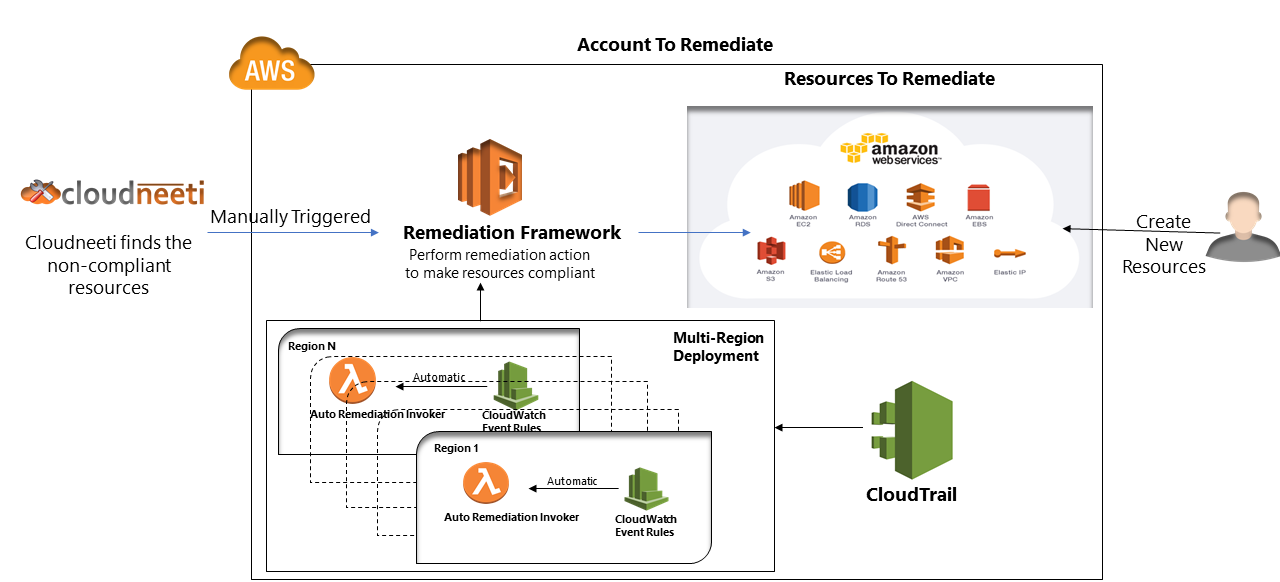 Account To Remediate
AWS
Resources To Remediate
amazon
web services™
cloudneeti
Manually Triggered
Cloudneeti finds the
non-compliant
resources
Remediation Framework
Perform remediation action
to make resources compliant
Amazon
EC2
Amazon
RDS
AWS
Direct Connect
Amazon
EBS
Amazon
S3
Elastic Load
Balancing
Amazon
Route 53
Amazon
VPC
Elastic IP
Create
New
Resources
Multi-Region
Deployment
Region N
Automatic
Auto Remediation Invoker
CloudWatch
Event Rules
Region 1
Automatic
Auto Remediation Invoker
CloudWatch
Event Rules
CloudTrail